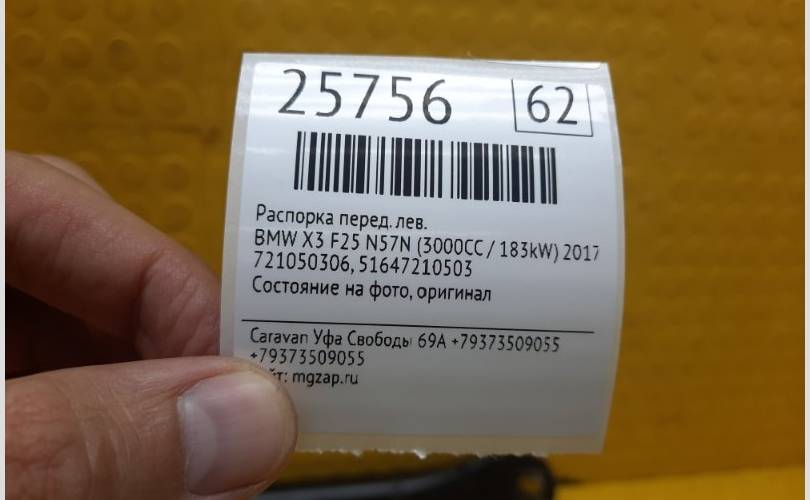 25756 62
Распорка перед. лев.
BMW X3 F25 N57N (3000CC / 183kW) 2017
721050306, 51647210503
Состояние на фото, оригинал
Caravan Уфа Свободы 69А +79373509055
+79373509055
mgzap.ru